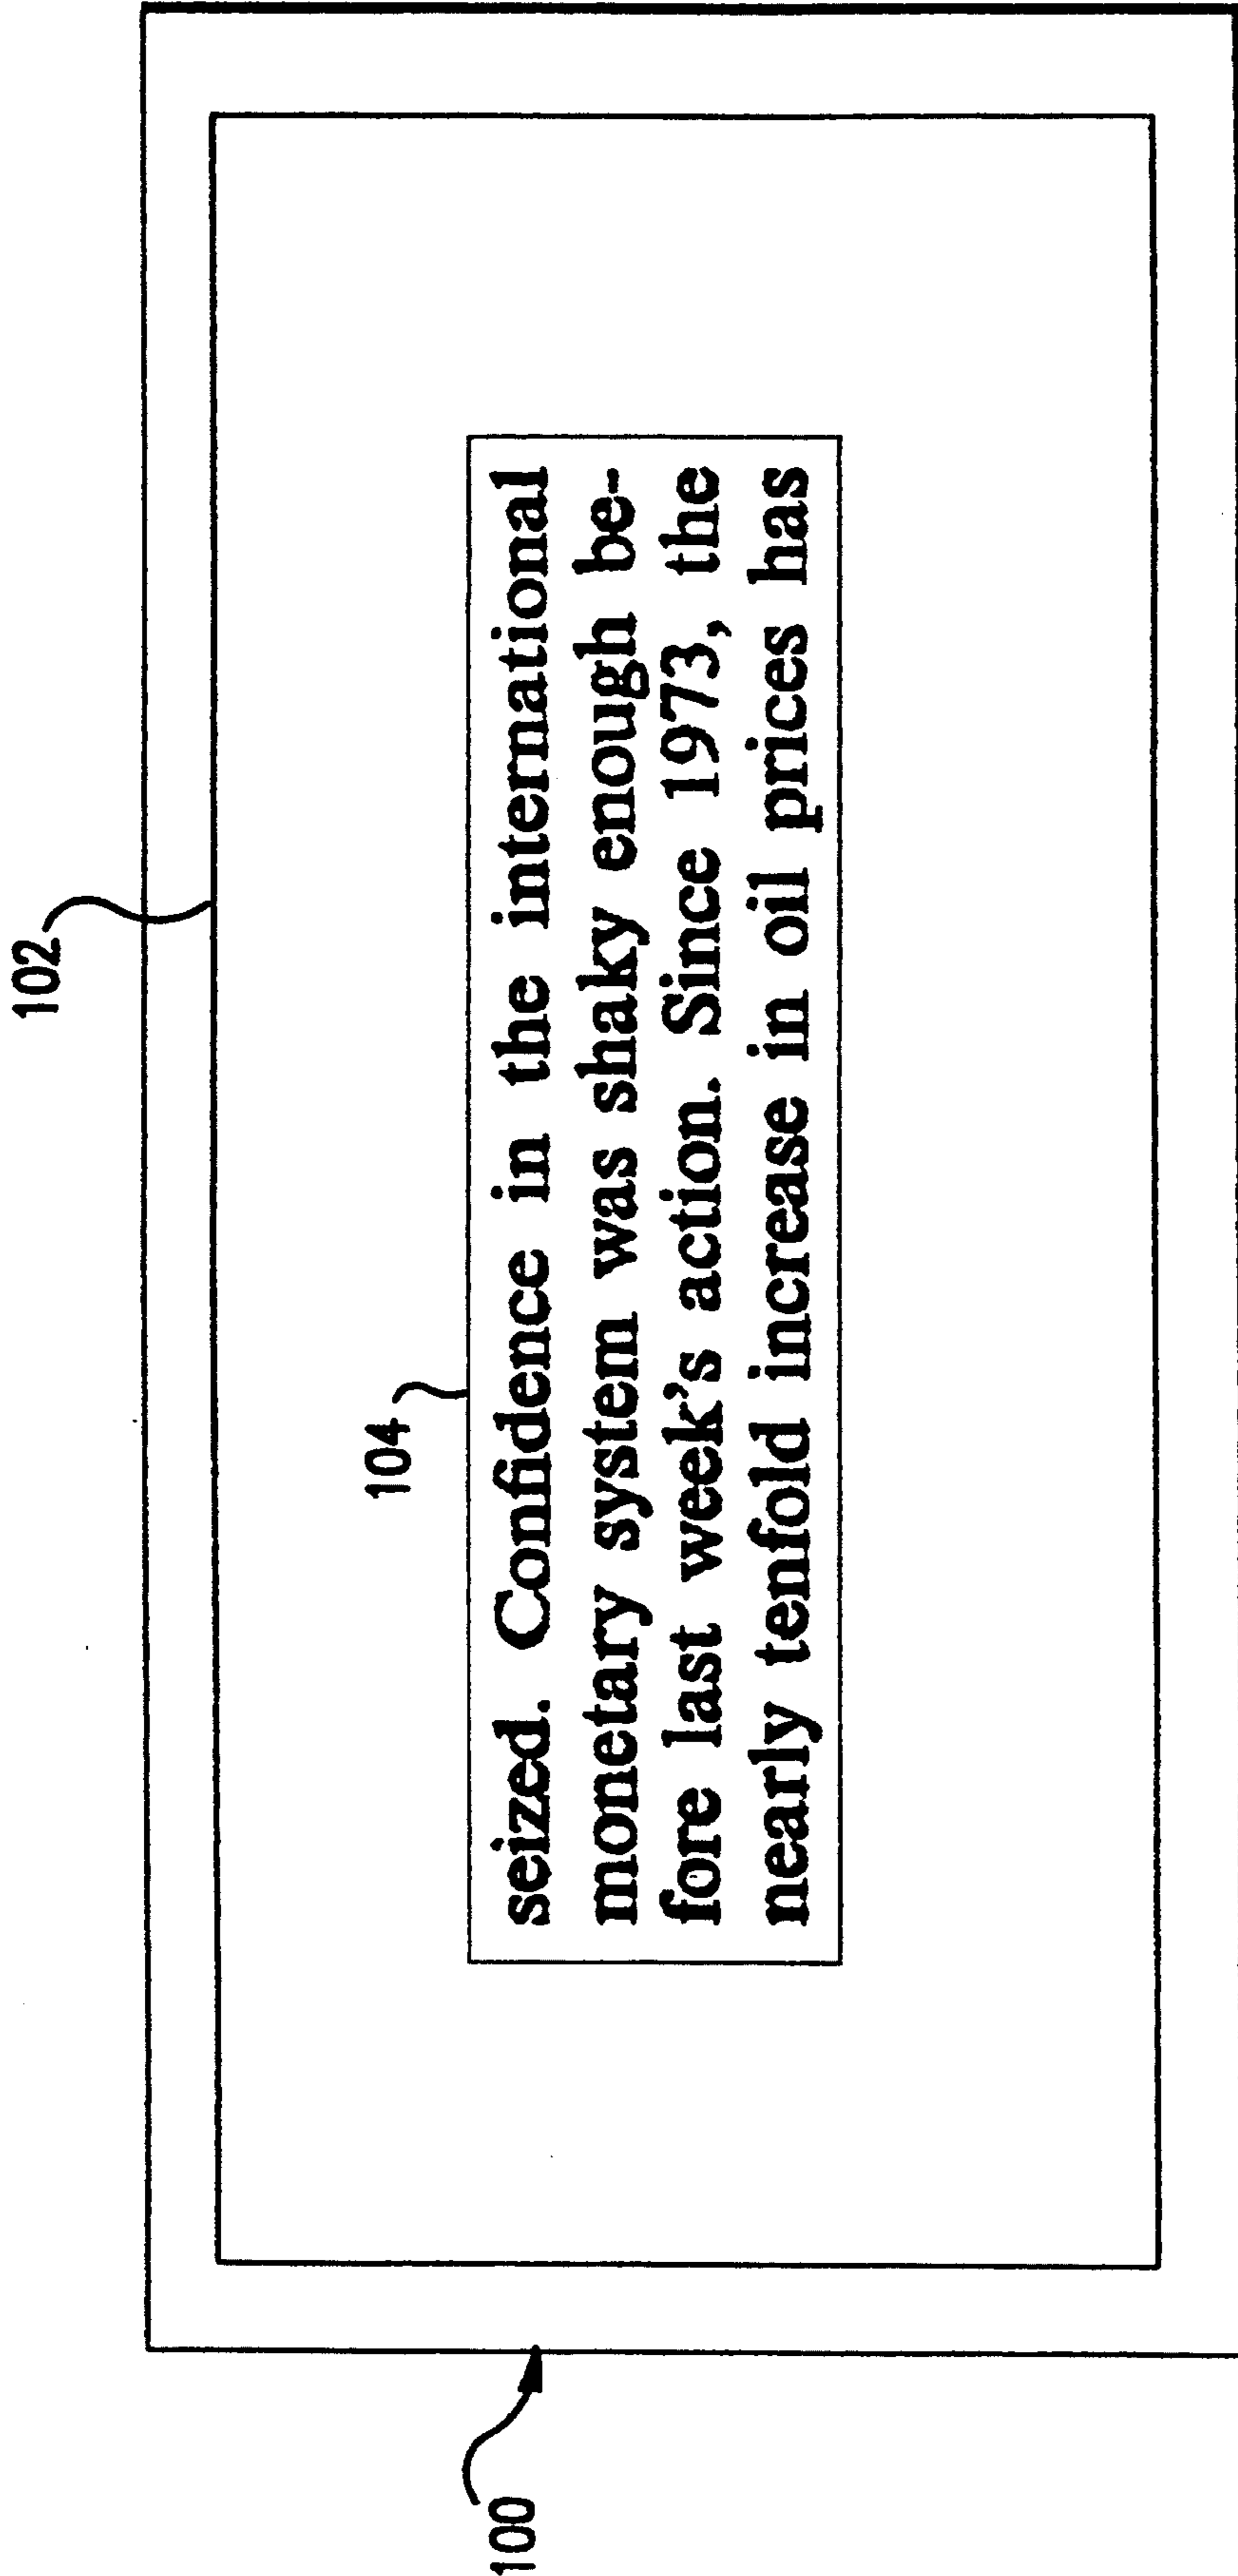 102
104
seized. Confidence in the international
monetary system was shaky enough be-
fore last week's action. Since 1973, the
nearly tenfold increase in oil prices has
100